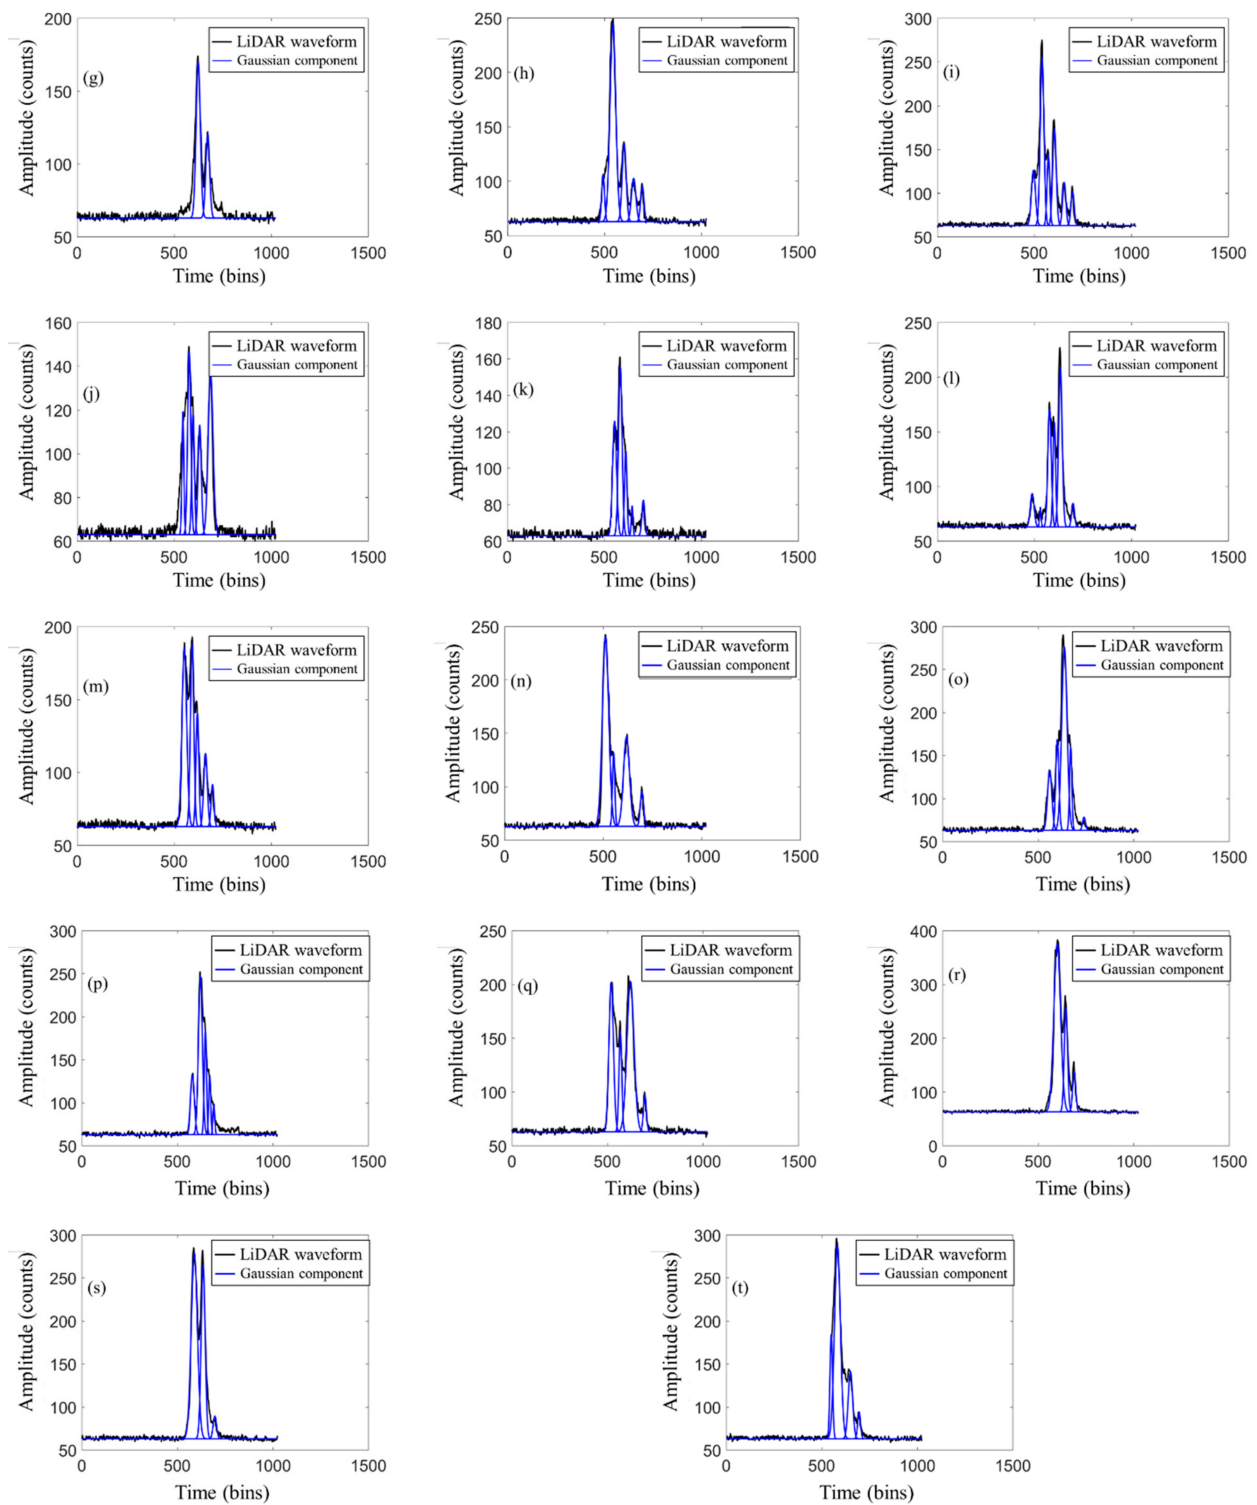 200
150
100
50
Amplitude (counts)
(g)
LiDAR waveform
Gaussian component
0 500 1000 1500
Time (bins)
250
200
150
100
50
Amplitude (counts)
(h)
LiDAR waveform
Gaussian component
0 500 1000 1500
Time (bins)
300
250
200
150
100
50
Amplitude (counts)
(i)
LiDAR waveform
Gaussian component
0 500 1000 1500
Time (bins)
160
140
120
100
80
60
Amplitude (counts)
(j)
LiDAR waveform
Gaussian component
0 500 1000 1500
Time (bins)
180
160
140
120
100
80
60
Amplitude (counts)
(k)
LiDAR waveform
Gaussian component
0 500 1000 1500
Time (bins)
250
200
150
100
50
Amplitude (counts)
(l)
LiDAR waveform
Gaussian component
0 500 1000 1500
Time (bins)
200
150
100
50
Amplitude (counts)
(m)
LiDAR waveform
Gaussian component
0 500 1000 1500
Time (bins)
250
200
150
100
50
Amplitude (counts)
(n)
LiDAR waveform
Gaussian component
0 500 1000 1500
Time (bins)
300
250
200
150
100
50
Amplitude (counts)
(o)
LiDAR waveform
Gaussian component
0 500 1000 1500
Time (bins)
300
250
200
150
100
50
Amplitude (counts)
(p)
LiDAR waveform
Gaussian component
0 500 1000 1500
Time (bins)
250
200
150
100
50
Amplitude (counts)
(q)
LiDAR waveform
Gaussian component
0 500 1000 1500
Time (bins)
400
300
200
100
0
Amplitude (counts)
(r)
LiDAR waveform
Gaussian component
0 500 1000 1500
Time (bins)
300
250
200
150
100
50
Amplitude (counts)
(s)
LiDAR waveform
Gaussian component
0 500 1000 1500
Time (bins)
300
250
200
150
100
50
Amplitude (counts)
(t)
LiDAR waveform
Gaussian component
0 500 1000 1500
Time (bins)